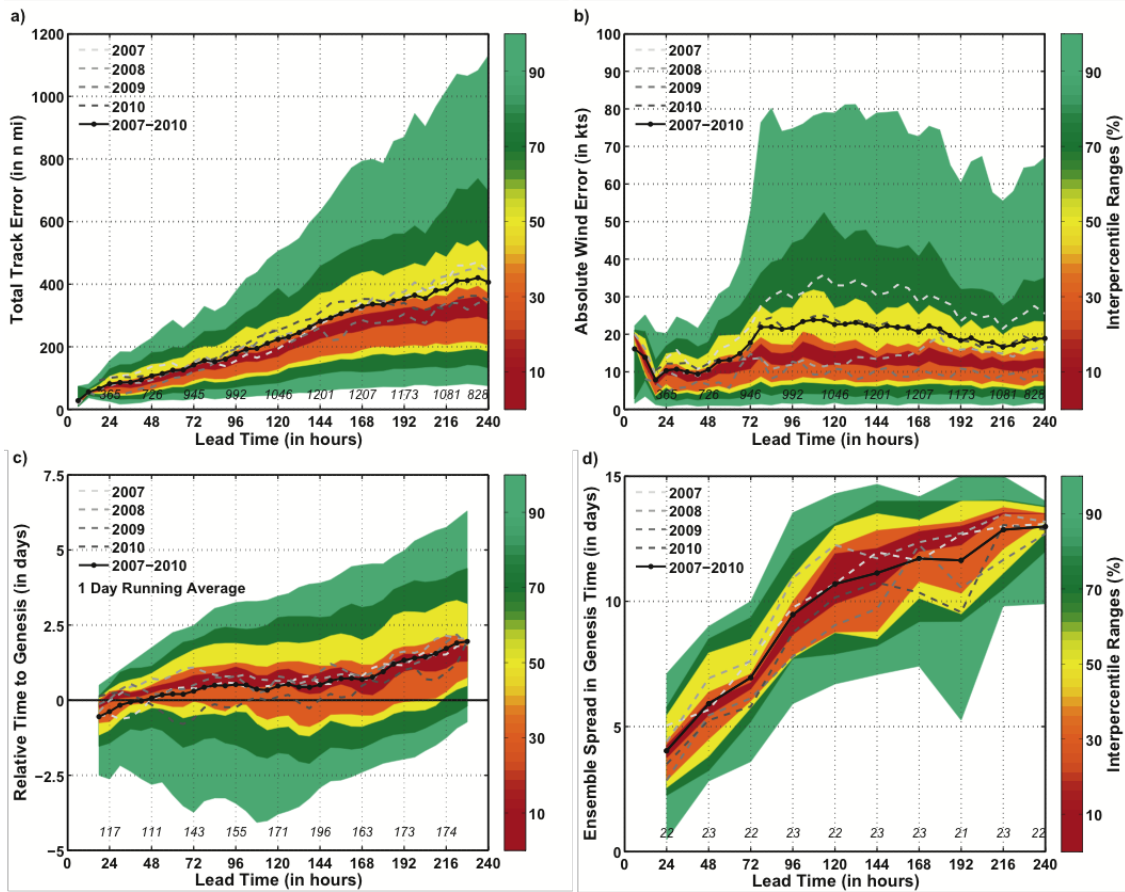 a)
1200
1000
800
600
400
200
0
Total Track Error (in n mi)
2007
2008
2009
2010
2007−2010
365 726 945 992 1046 1201 1207 1173 1081 828
0 24 48 72 96 120 144 168 192 216 240
Lead Time (in hours)
90
70
50
30
10
b)
100
90
80
70
60
50
40
30
20
10
0
Absolute Wind Error (in kts)
2007
2008
2009
2010
2007−2010
365 726 946 992 1046 1201 1207 1173 1081 828
0 24 48 72 96 120 144 168 192 216 240
Lead Time (in hours)
90
70
50
30
10
Interpercentile Ranges (%)
c)
7.5
5
2.5
0
−2.5
−5
Relative Time to Genesis (in days)
2007
2008
2009
2010
2007−2010
1 Day Running Average
117 111 143 155 171 196 163 173 174
0 24 48 72 96 120 144 168 192 216 240
Lead Time (in hours)
90
70
50
30
10
d)
15
10
5
0
Ensemble Spread in Genesis Time (in days)
2007
2008
2009
2010
2007−2010
22 23 22 23 23 23 23 21 23 22
0 24 48 72 96 120 144 168 192 216 240
Lead Time (in hours)
90
70
50
30
10
Interpercentile Ranges (%)